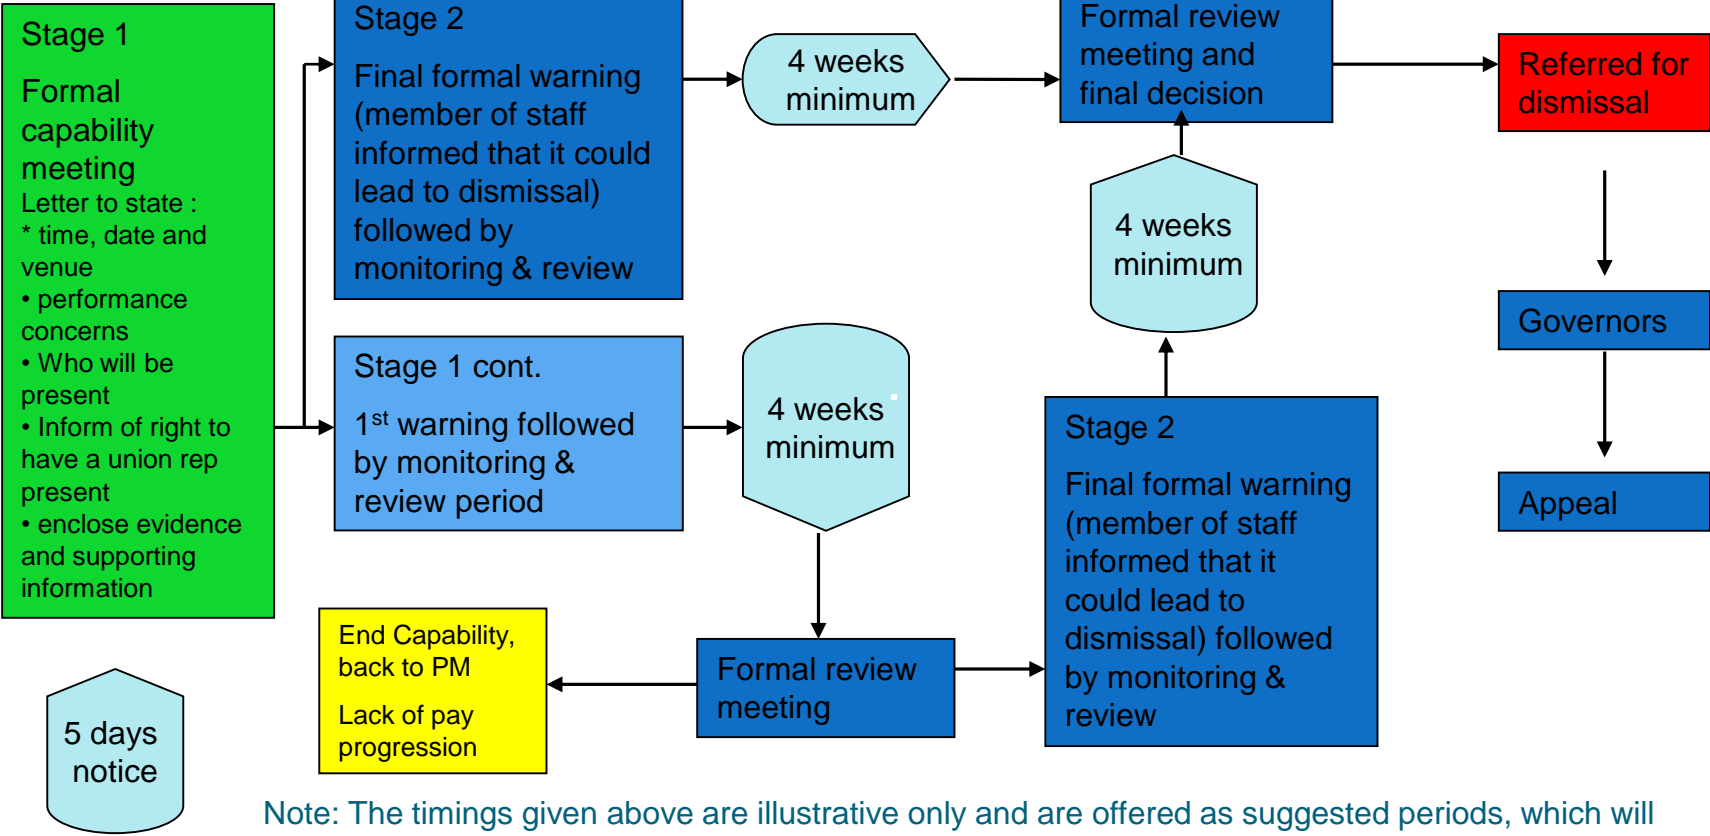 Stage 1
Formal
capability
meeting
Letter to state :
* time, date and
venue
• performance
concerns
• Who will be
present
• Inform of right to
have a union rep
present
• enclose evidence
and supporting
information
5 days
notice
Stage 2
Final formal warning
(member of staff
informed that it could
lead to dismissal)
followed by
monitoring & review
4 weeks
minimum
Formal review
meeting and
final decision
Referred for
dismissal
Governors
Appeal
Stage 1 cont.
1st warning followed
by monitoring &
review period
4 weeks
minimum
4 weeks
minimum
Stage 2
Final formal warning
(member of staff
informed that it
could lead to
dismissal) followed
by monitoring &
review
Formal review
meeting
End Capability,
back to PM
Lack of pay
progression
Note: The timings given above are illustrative only and are offered as suggested periods, which will